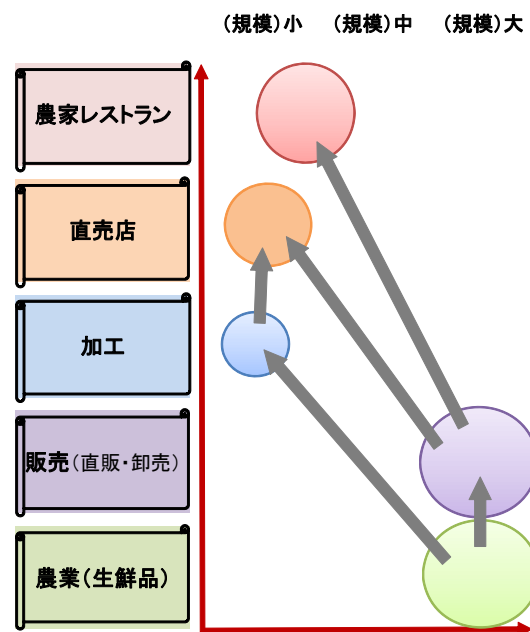 （規模）小　（規模）中　（規模）大
農家レストラン
直売店
加工
販売（直販・卸売）
農業（生鮮品）